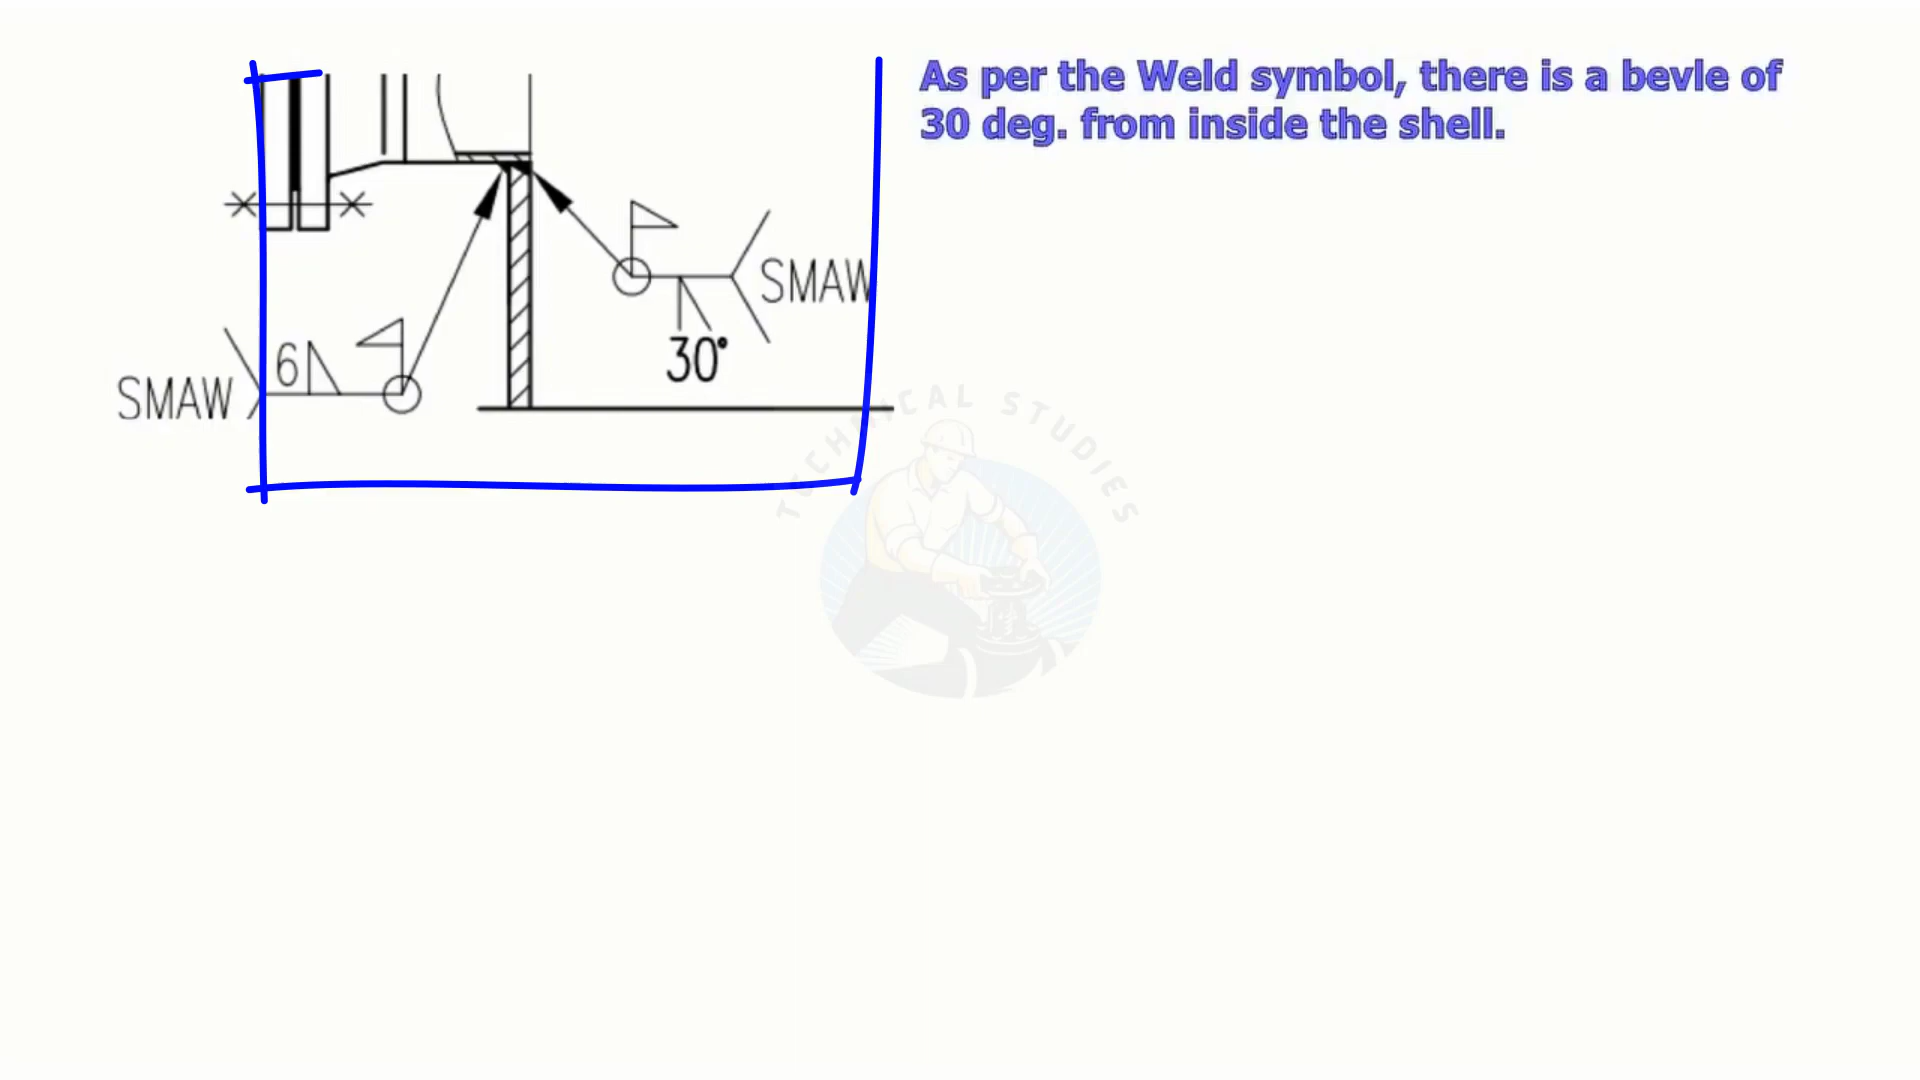 As per the Weld symbol, there is a bevle of
30 deg. from inside the shell.
SMAW
30°
6
SMAW
TECHNICAL STUDIES